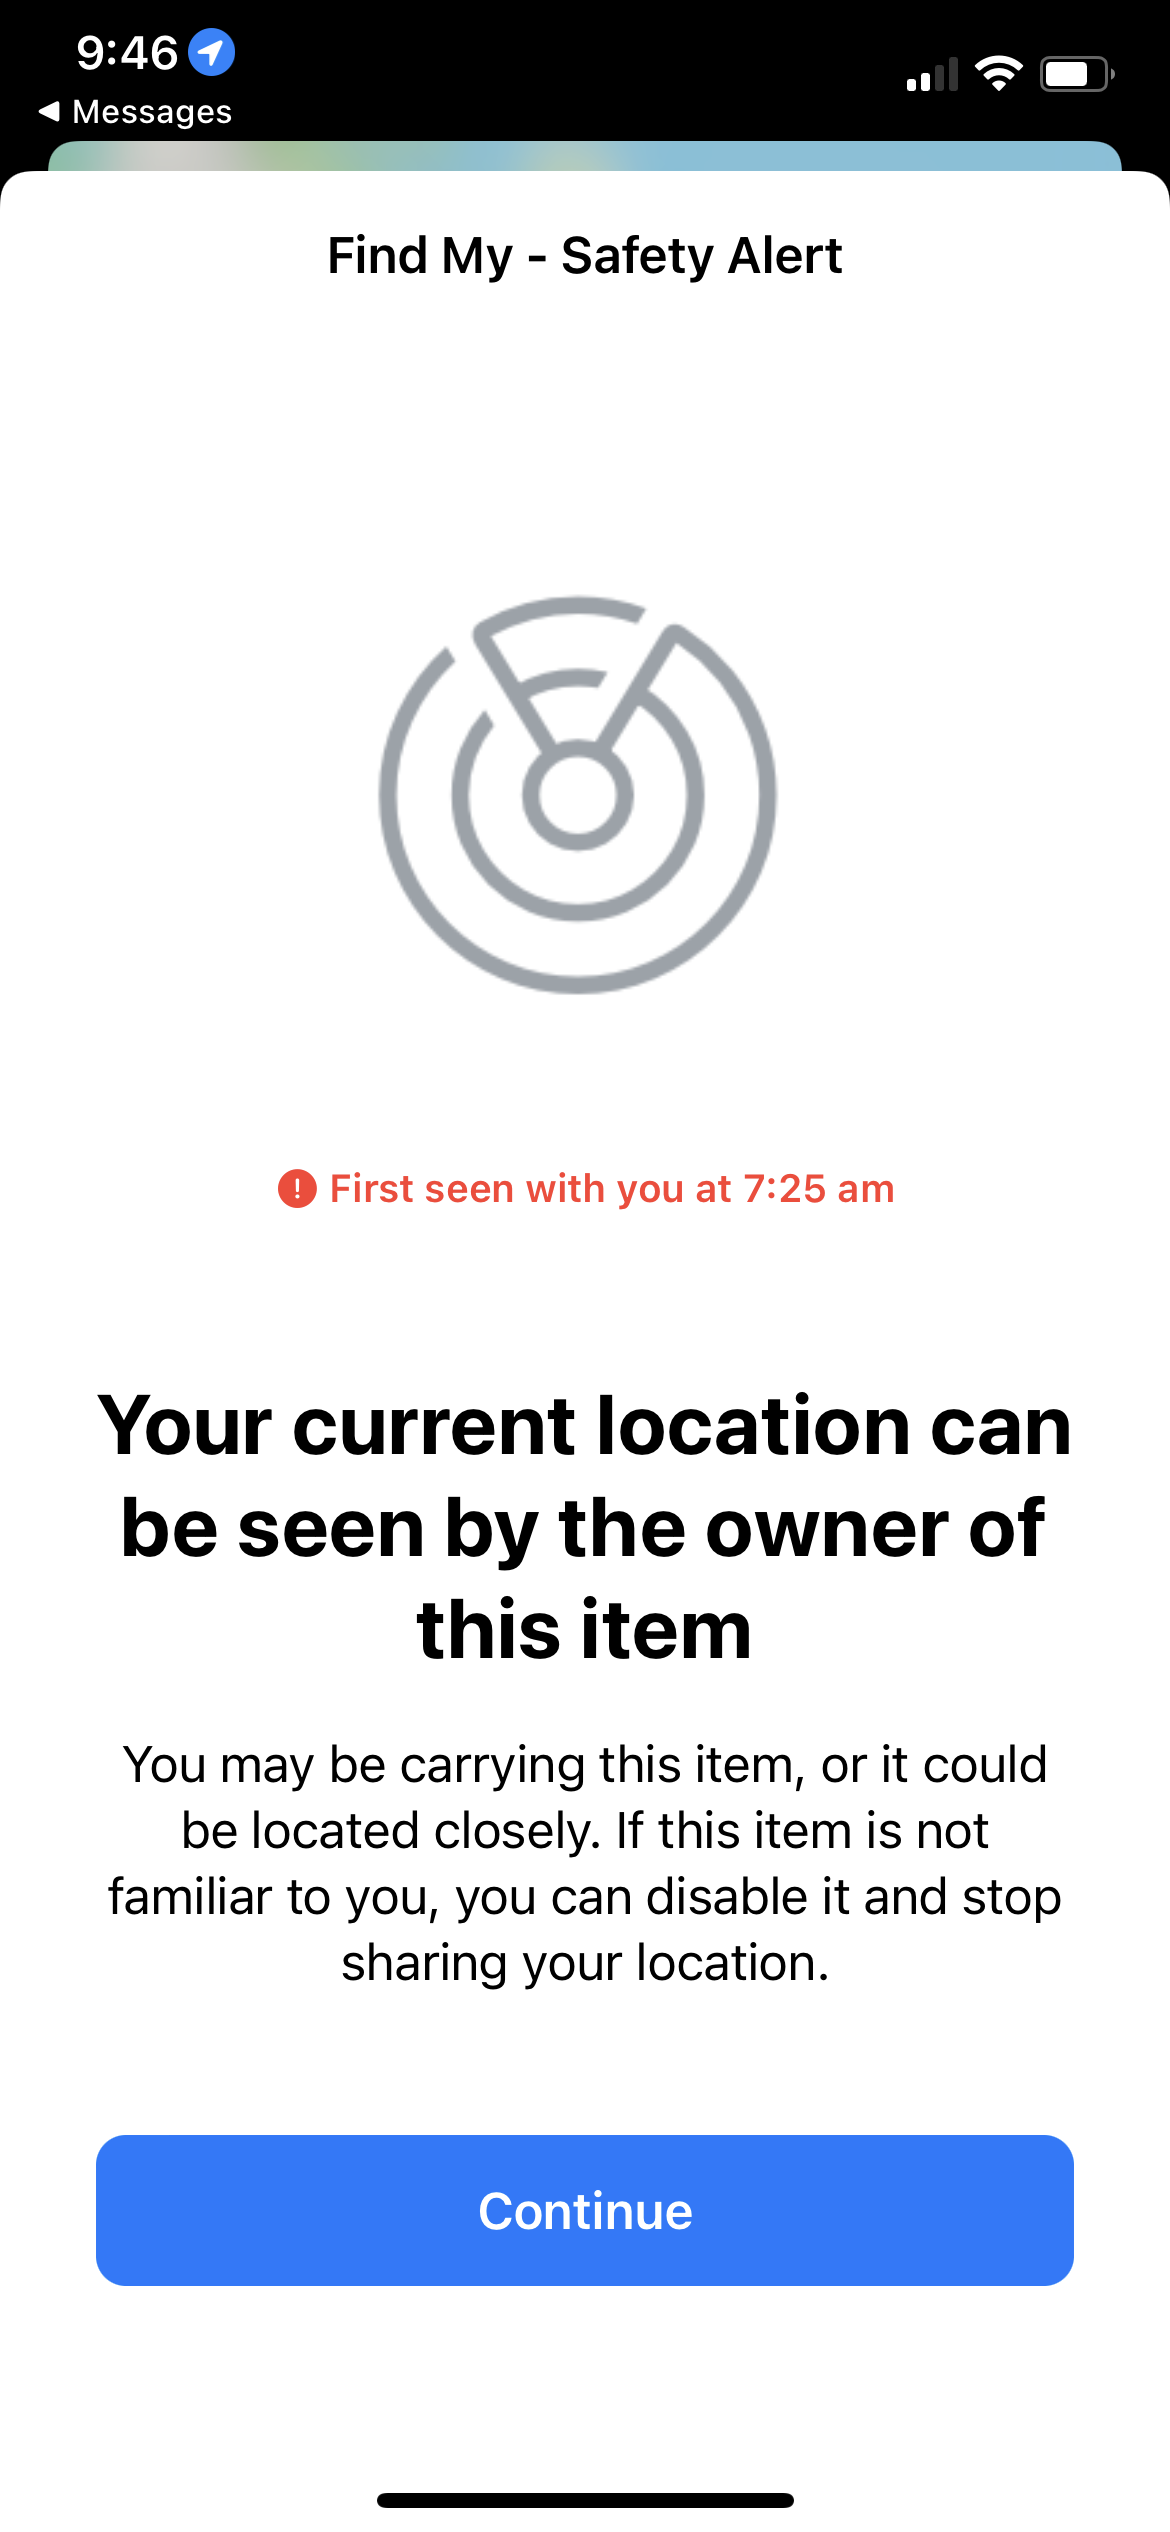 9:46
Messages
Find My - Safety Alert
First seen with you at 7:25 am
Your current location can
be seen by the owner of
this item
You may be carrying this item, or it could
be located closely. If this item is not
familiar to you, you can disable it and stop
sharing your location.
Continue